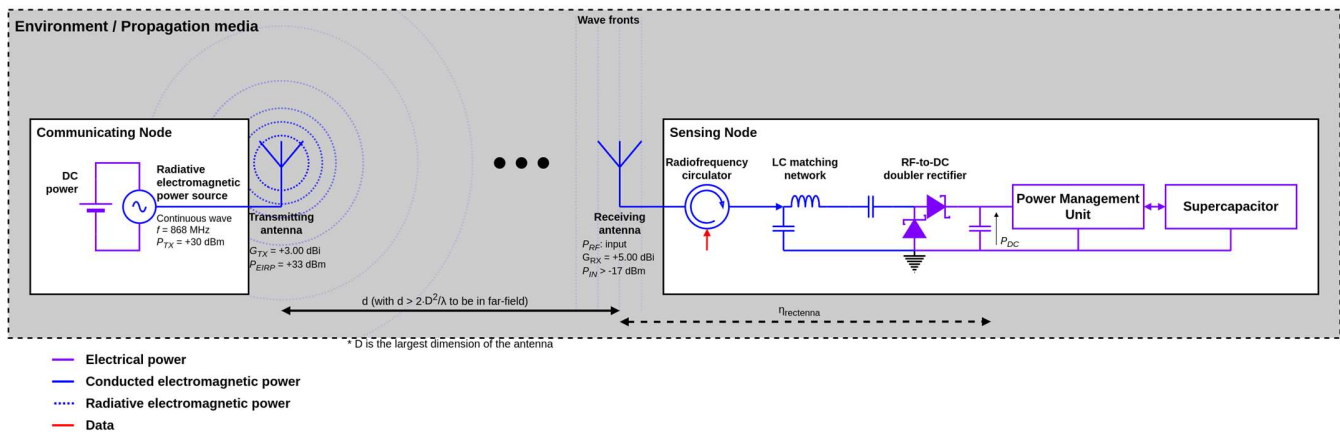 Environment / Propagation media
Wave fronts
Communicating Node
DC
power
Radiative
electromagnetic
power source
Continuous wave
f = 868 MHz
P_TX = +30 dBm
Transmitting
antenna
G_TX = +3.00 dBi
P_EIRP = +33 dBm
Receiving
antenna
P_RF: input
G_RX = +5.00 dBi
P_IN > -17 dBm
Sensing Node
Radiofrequency
circulator
LC matching
network
RF-to-DC
doubler rectifier
P_DC
Power Management
Unit
Supercapacitor
d (with d > 2·D²/λ to be in far-field)
η_rectenna
* D is the largest dimension of the antenna
Electrical power
Conducted electromagnetic power
Radiative electromagnetic power
Data